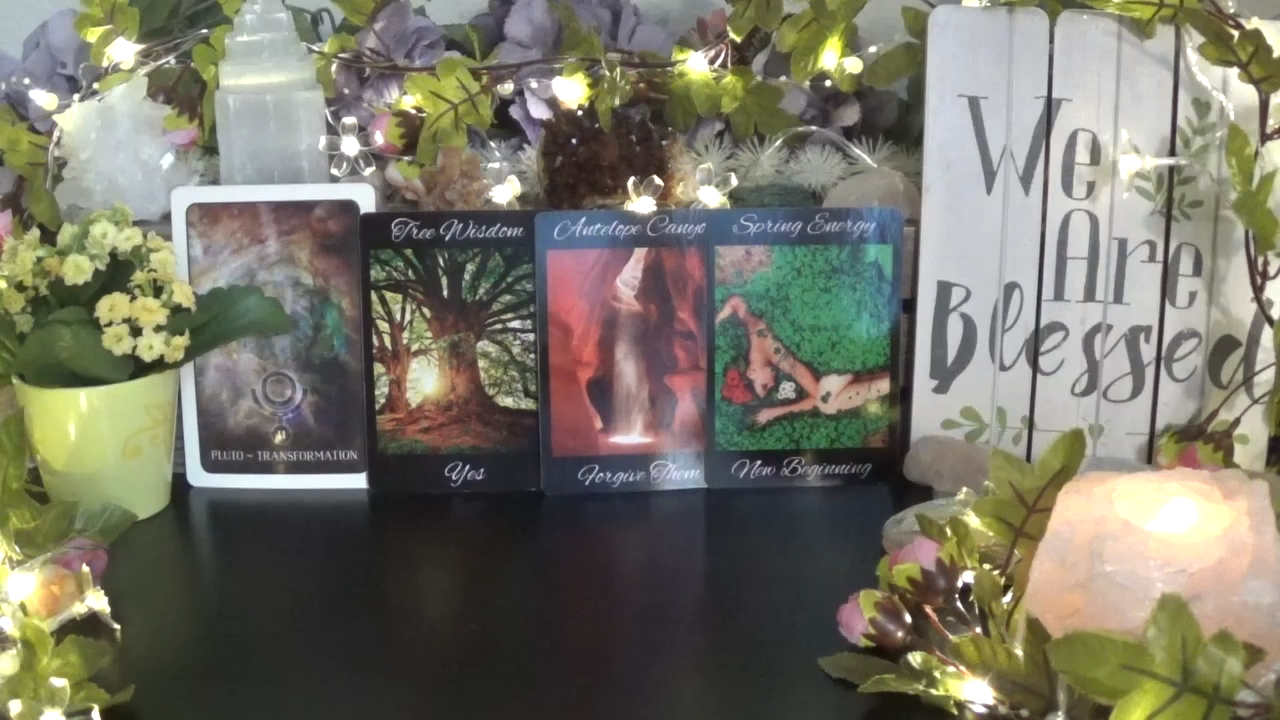 Tree Wisdom
Antelope Canyo
Spring Energy
PLUTO ~ TRANSFORMATION
Yes
Forgive Them
New Beginning
We
Are
Blessed